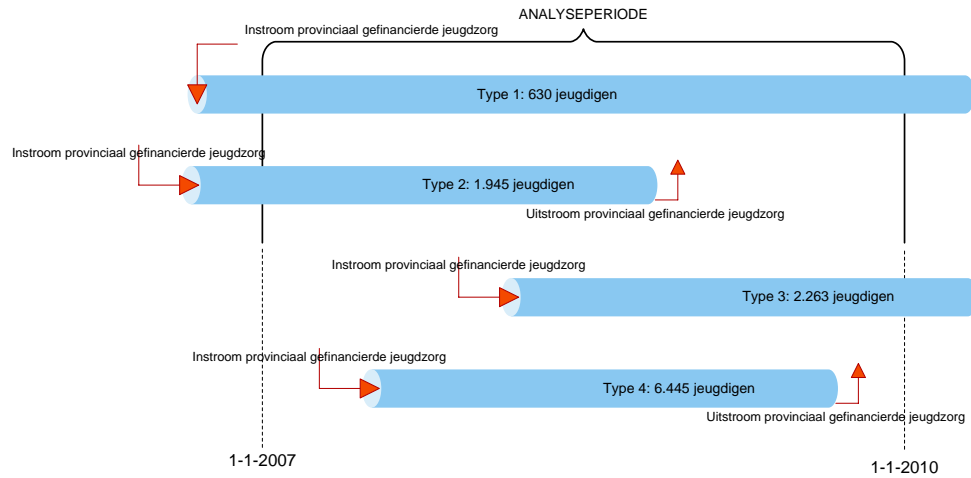 ANALYSEPERIODE
Instroom provinciaal gefinancierde jeugdzorg
Type 1: 630 jeugdigen
Instroom provinciaal gefinancierde jeugdzorg
Type 2: 1.945 jeugdigen
Uitstroom provinciaal gefinancierde jeugdzorg
Instroom provinciaal gefinancierde jeugdzorg
Type 3: 2.263 jeugdigen
Instroom provinciaal gefinancierde jeugdzorg
Type 4: 6.445 jeugdigen
Uitstroom provinciaal gefinancierde jeugdzorg
1-1-2007
1-1-2010